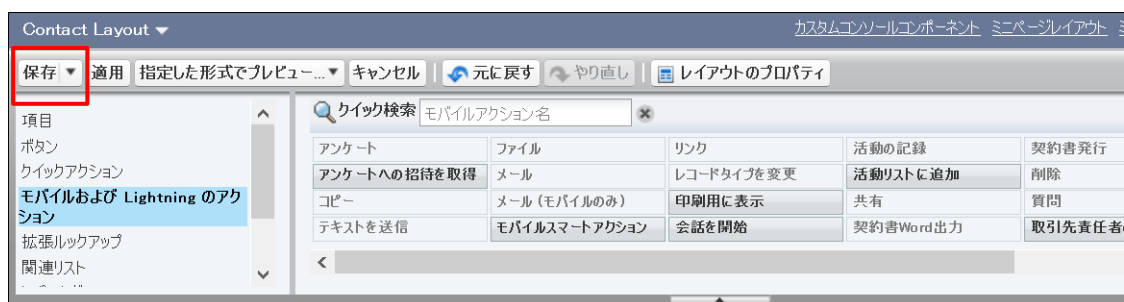 Contact Layout ▼ カスタムコンソールコンポーネント ミニページレイアウト
保存 ▼ 適用 指定した形式でプレビュー...▼ キャンセル 元に戻す やり直し レイアウトのプロパティ
項目
ボタン
クイックアクション
モバイルおよび Lightning のアク
ション
拡張ルックアップ
関連リスト
クイック検索 モバイルアクション名
アンケート ファイル リンク 活動の記録 契約書発行
アンケートへの招待を取得 メール レコードタイプを変更 活動リストに追加 削除
コピー メール (モバイルのみ) 印刷用に表示 共有 質問
テキストを送信 モバイルスマートアクション 会話を開始 契約書Word出力 取引先責任者